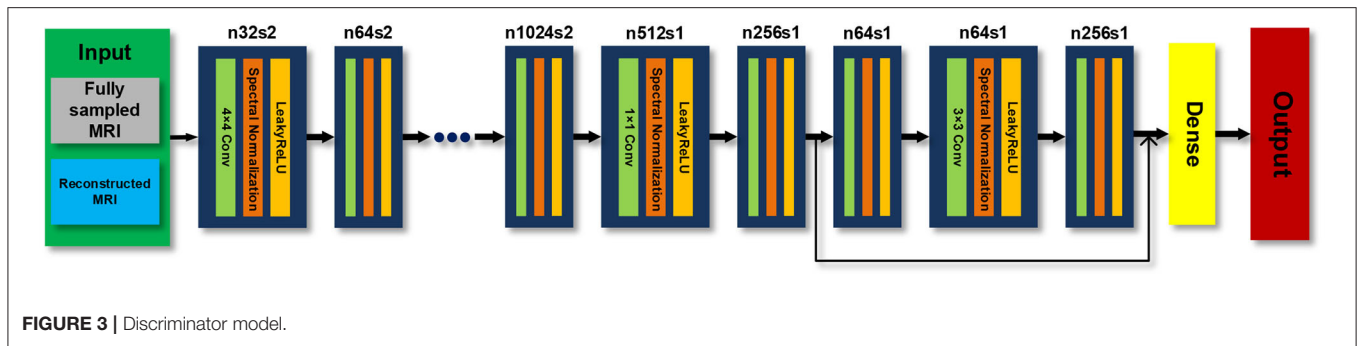 Input
Fully
sampled
MRI
Reconstructed
MRI
n32s2
4×4 Conv
Spectral Normalization
LeakyReLU
n64s2
n1024s2
n512s1
1×1 Conv
Spectral Normalization
LeakyReLU
n256s1
n64s1
n64s1
3×3 Conv
Spectral Normalization
LeakyReLU
n256s1
Dense
Output
FIGURE 3 | Discriminator model.